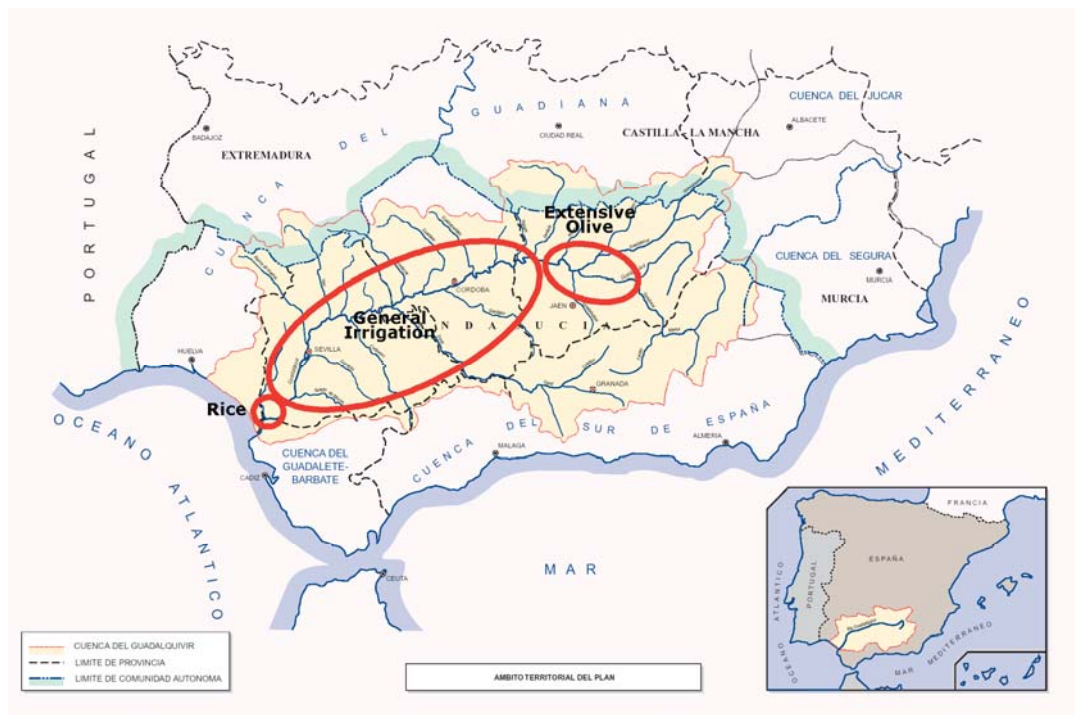 CUENCA DEL JUCAR
GUADIANA
ALBACETE
BADAJOZ
CIUDAD REAL
CASTILLA - LA MANCHA
EXTREMADURA
PORTUGAL
CUENCA DEL
Extensive
Olive
CUENCA DEL SEGURA
MURCIA
MURCIA
CORDOBA
JAEN
General
Irrigation
NDA UCIA
SEVILLA
HUELVA
GRANADA
Rice
OCEANO ATLANTICO
CUENCA DEL SUR DE ESPAÑA
ALMERIA
MALAGA
CUENCA DEL
GUADALETE-
BARBATE
CADIZ
MAR
MEDITERRANEO
CEUTA
FRANCIA
ESPAÑA
PORTUGAL
OCEANO ATLANTICO
MAR MEDITERRANEO
CUENCA DEL GUADALQUIVIR
LIMITE DE PROVINCIA
LIMITE DE COMUNIDAD AUTONOMA
AMBITO TERRITORIAL DEL PLAN